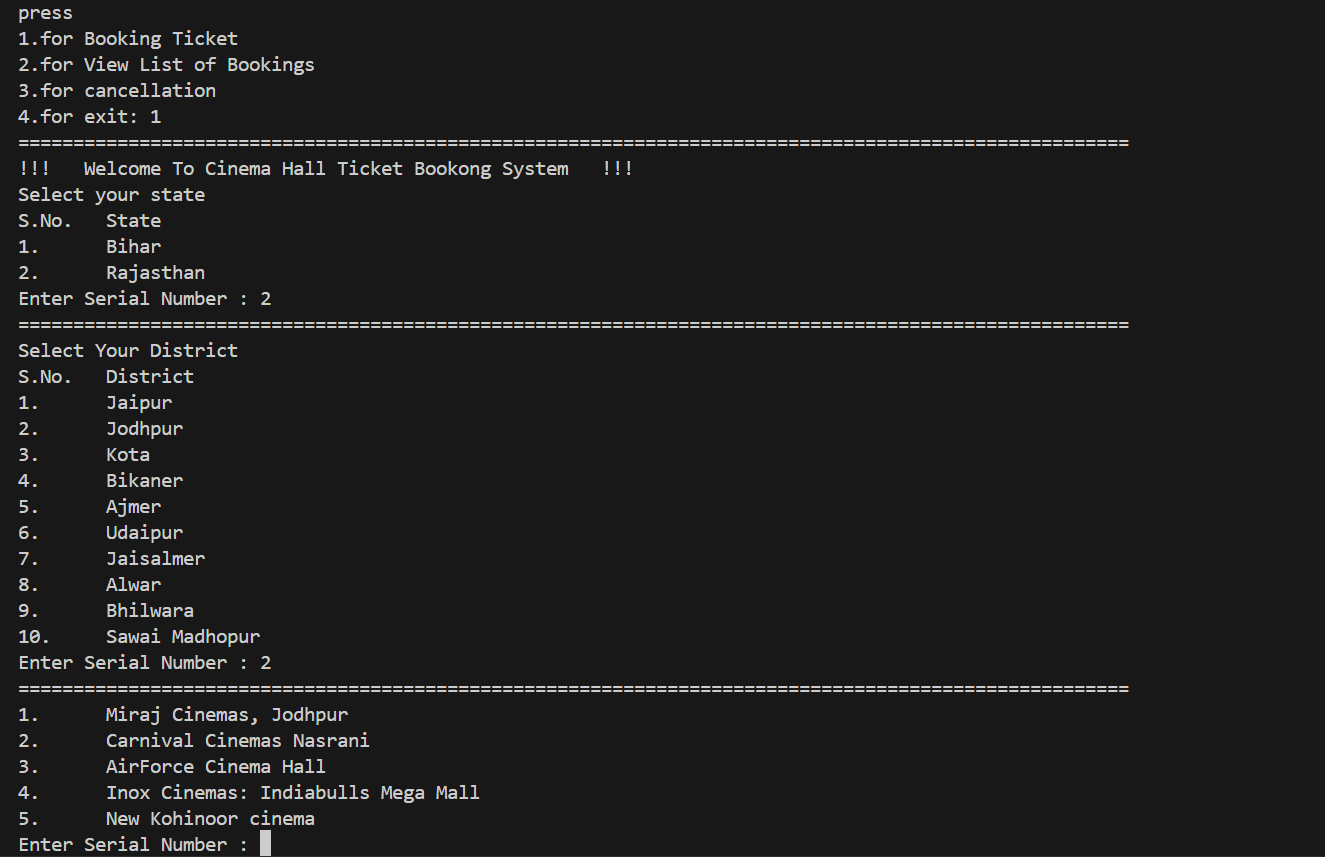 press
1.for Booking Ticket
2.for View List of Bookings
3.for cancellation
4.for exit: 1
=====================================================================================================
!!!   Welcome To Cinema Hall Ticket Bookong System   !!!
Select your state
S.No.   State
1.      Bihar
2.      Rajasthan
Enter Serial Number : 2
=====================================================================================================
Select Your District
S.No.   District
1.      Jaipur
2.      Jodhpur
3.      Kota
4.      Bikaner
5.      Ajmer
6.      Udaipur
7.      Jaisalmer
8.      Alwar
9.      Bhilwara
10.     Sawai Madhopur
Enter Serial Number : 2
=====================================================================================================
1.      Miraj Cinemas, Jodhpur
2.      Carnival Cinemas Nasrani
3.      AirForce Cinema Hall
4.      Inox Cinemas: Indiabulls Mega Mall
5.      New Kohinoor cinema
Enter Serial Number :